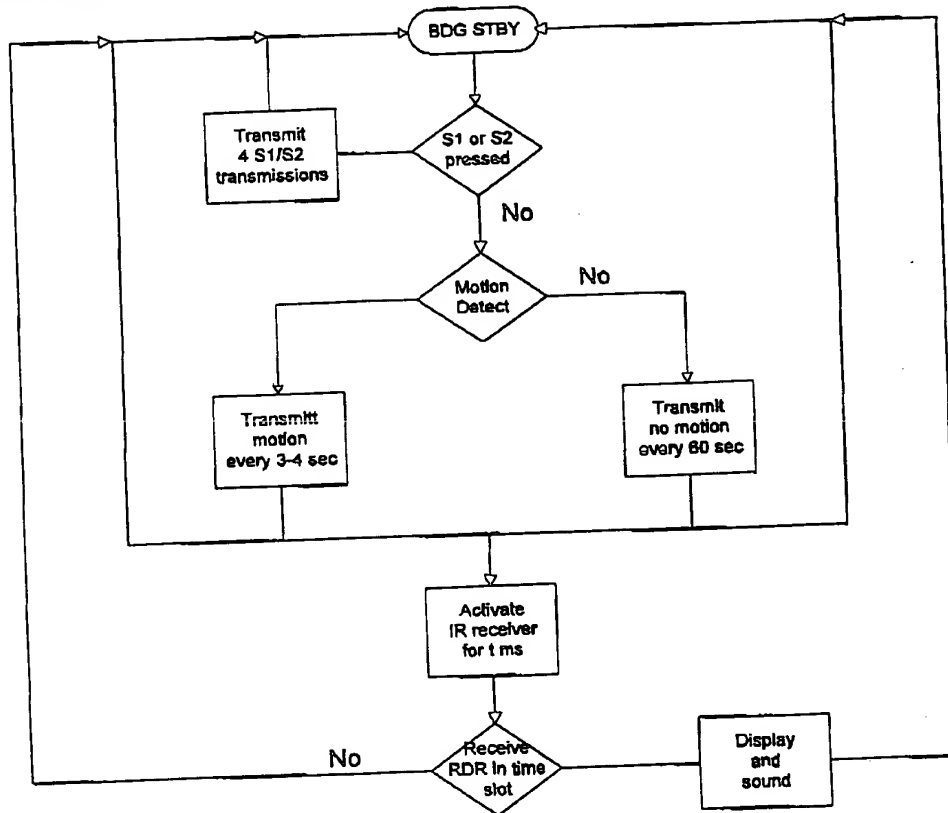 BDG STBY
Transmit
4 S1/S2
transmissions
S1 or S2
pressed
No
Motion
Detect
No
Transmitt
motion
every 3-4 sec
Transmit
no motion
every 60 sec
Activate
IR receiver
for t ms
No
Receive
RDR In time
slot
Display
and
sound